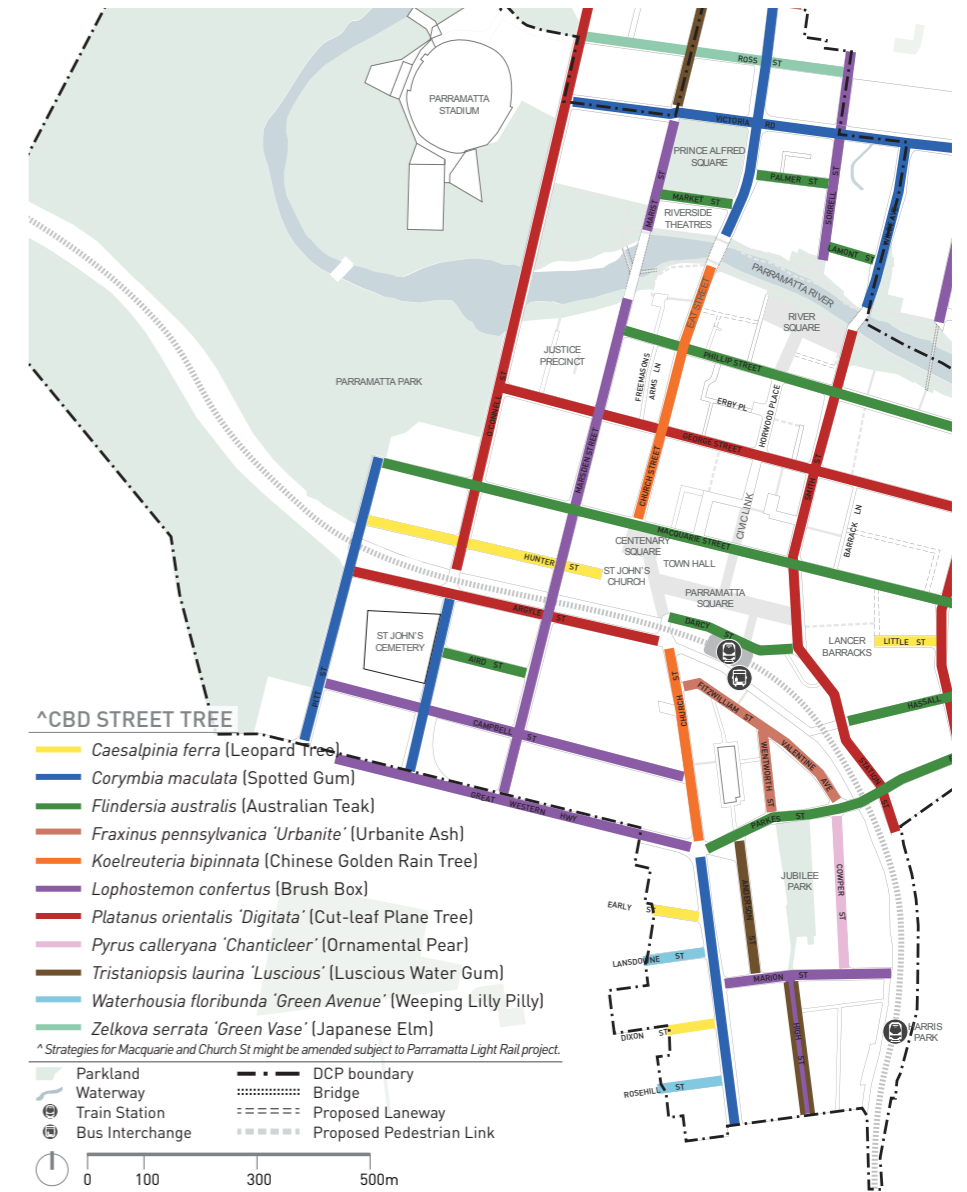 ROSS ST
PARRAMATTA
STADIUM
VICTORIA RD
PRINCE ALFRED
SQUARE
PALMER ST
MARIST ST
MARKET ST
SORRELL ST
RIVERSIDE
THEATRES
LAMONT ST
PARRAMATTA RIVER
EAT STREET
RIVER
SQUARE
JUSTICE
PRECINCT
PHILLIP STREET
FREEMASONS
ARMS LN
PARRAMATTA PARK
O'CONNELL ST
ERBY PL
HORWOOD PLACE
GEORGE STREET
MARSDEN STREET
CHURCH STREET
SMITH ST
CIVIC LINK
BARRACK LN
MACQUARIE STREET
CENTENARY
SQUARE
TOWN HALL
HUNTER ST
ST JOHN'S
CHURCH
PARRAMATTA
SQUARE
ARGYLE ST
DARCY ST
ST JOHN'S
CEMETERY
LANCER
BARRACKS
LITTLE ST
AIRD ST
PITT ST
CHURCH ST
FITZWILLIAM ST
HASSALL
CAMPBELL ST
WENTWORTH ST
VALENTINE AVE
STATION ST
GREAT WESTERN HWY
PARKES ST
JUBILEE
PARK
COWPER ST
ANDERSON ST
EARLY ST
LANSDOWNE ST
MARION ST
HIGH ST
DIXON ST
HARRIS
PARK
ROSEHILL ST
^CBD STREET TREE
Caesalpinia ferra (Leopard Tree)
Corymbia maculata (Spotted Gum)
Flindersia australis (Australian Teak)
Fraxinus pennsylvanica 'Urbanite' (Urbanite Ash)
Koelreuteria bipinnata (Chinese Golden Rain Tree)
Lophostemon confertus (Brush Box)
Platanus orientalis 'Digitata' (Cut-leaf Plane Tree)
Pyrus calleryana 'Chanticleer' (Ornamental Pear)
Tristaniopsis laurina 'Luscious' (Luscious Water Gum)
Waterhousia floribunda 'Green Avenue' (Weeping Lilly Pilly)
Zelkova serrata 'Green Vase' (Japanese Elm)
^ Strategies for Macquarie and Church St might be amended subject to Parramatta Light Rail project.
Parkland
Waterway
Train Station
Bus Interchange
DCP boundary
Bridge
Proposed Laneway
Proposed Pedestrian Link
0 100 300 500m